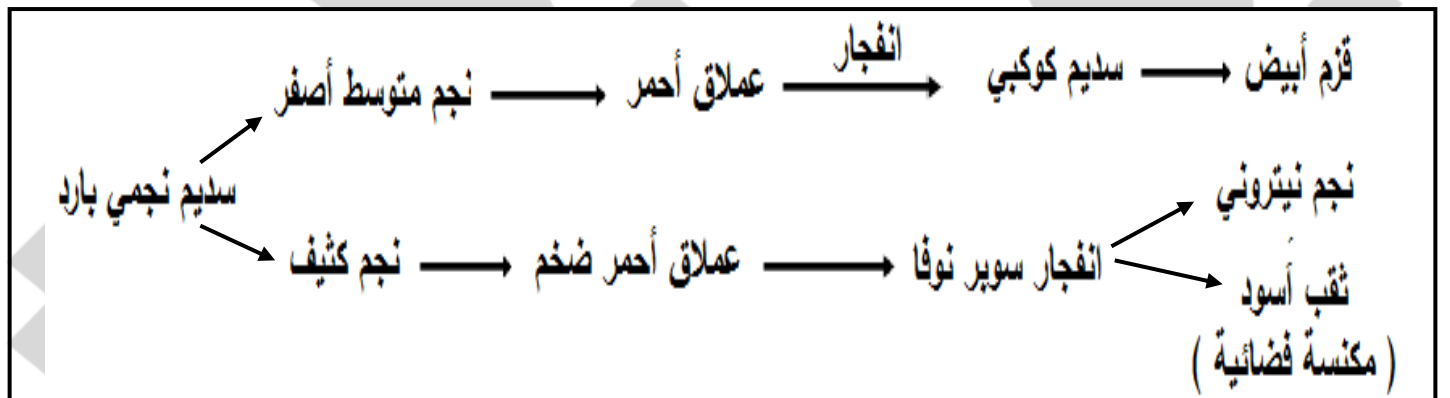 سديم نجمي بارد
نجم متوسط أصفر
عملاق أحمر
انفجار
سديم كوكبي
قزم أبيض
نجم كثيف
عملاق أحمر ضخم
انفجار سوبر نوفا
نجم نيتروني
ثقب أسود
( مكنسة فضائية )